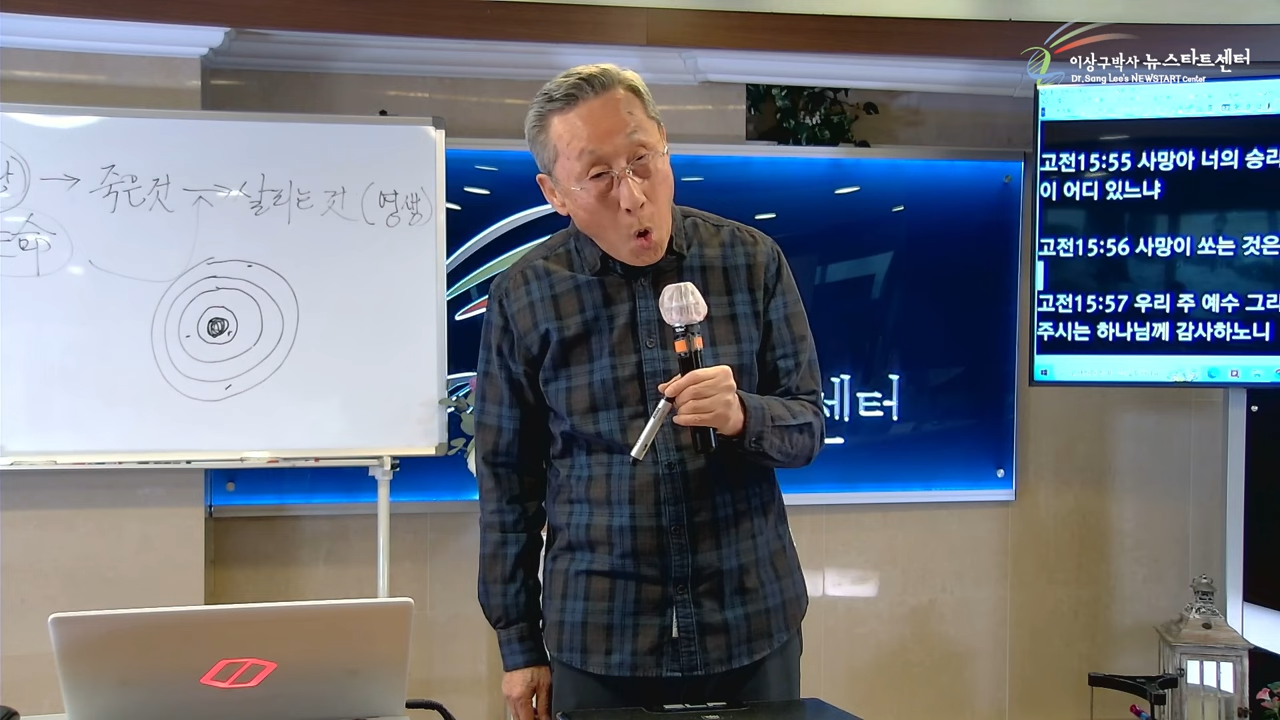 이상구박사 뉴스타트센터
Dr. Sang Lee's NEWSTART Center
→ 죽은것 → 살리는 것 (영생)
命
고전15:55 사망아 너의 승리
이 어디 있느냐
고전15:56 사망이 쏘는 것은
고전15:57 우리 주 예수 그리
주시는 하나님께 감사하노니
센터